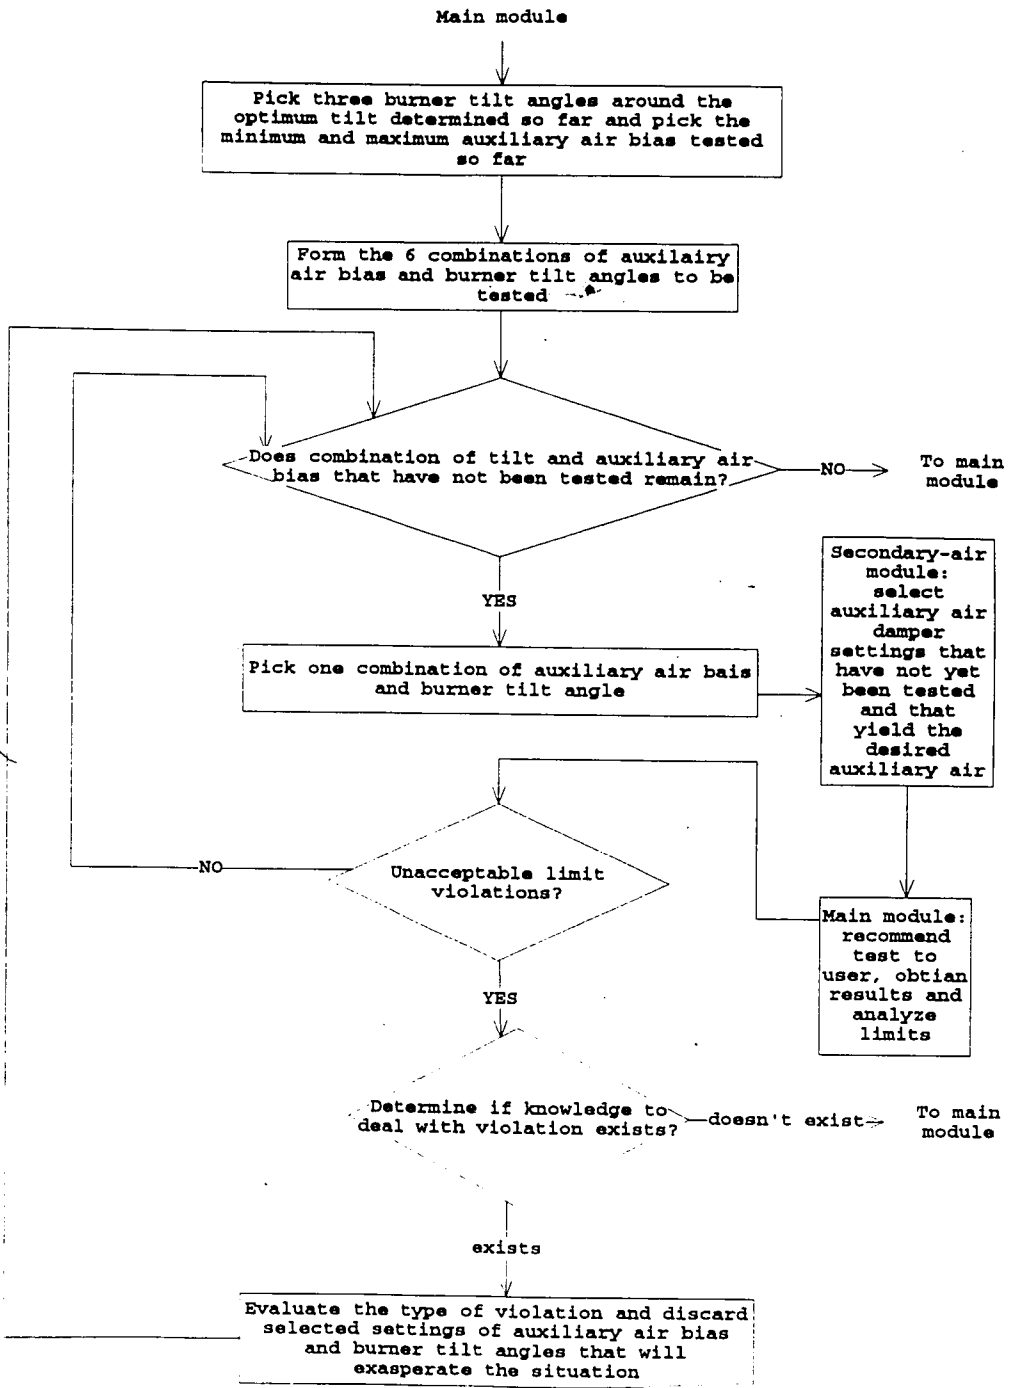 Main module
Pick three burner tilt angles around the
optimum tilt determined so far and pick the
minimum and maximum auxiliary air bias tested
so far
Form the 6 combinations of auxilairy
air bias and burner tilt angles to be
tested
Does combination of tilt and auxiliary air
bias that have not been tested remain?
NO
To main
module
YES
Pick one combination of auxiliary air bais
and burner tilt angle
Secondary-air
module:
select
auxiliary air
damper
settings that
have not yet
been tested
and that
yield the
desired
auxiliary air
Main module:
recommend
test to
user, obtian
results and
analyze
limits
Unacceptable limit
violations?
NO
YES
Determine if knowledge to
deal with violation exists?
doesn't exist
To main
module
exists
Evaluate the type of violation and discard
selected settings of auxiliary air bias
and burner tilt angles that will
exasperate the situation